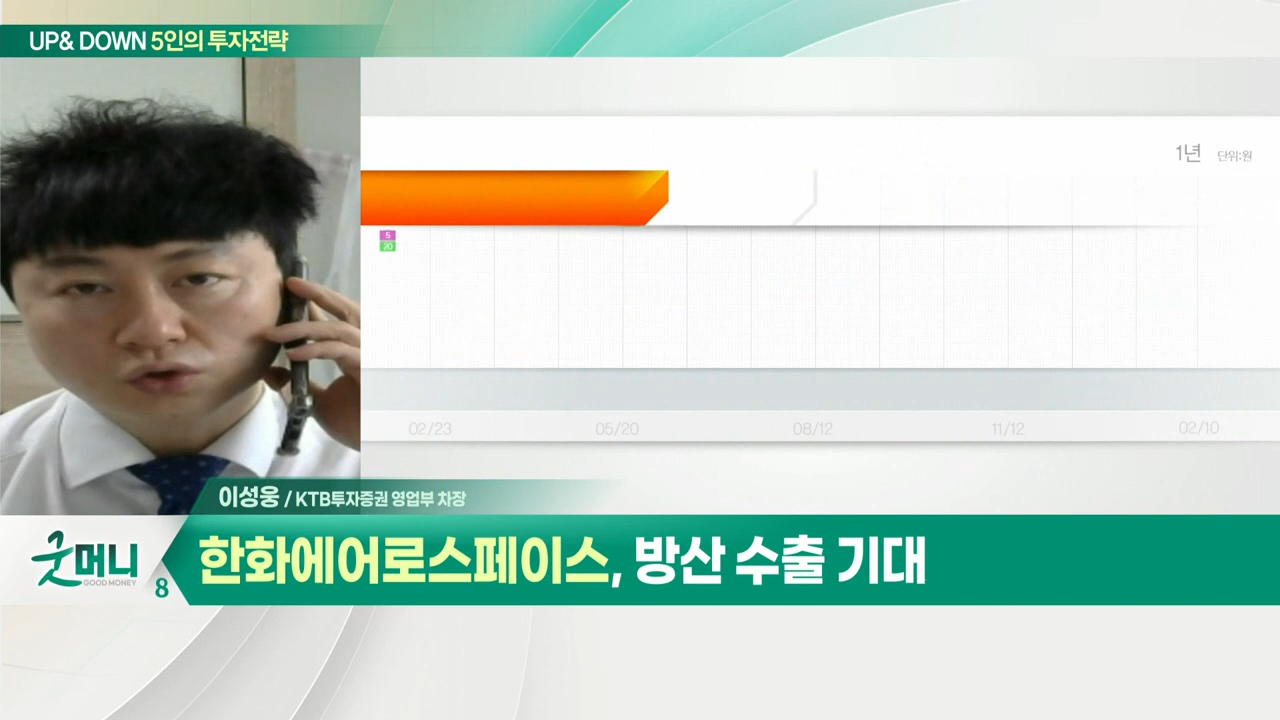 UP& DOWN 5인의 투자전략
1년 단위:원
5
20
02/23 05/20 08/12 11/12 02/10
이성웅 / KTB투자증권 영업부 차장
굿머니
GOOD MONEY
8
한화에어로스페이스, 방산 수출 기대